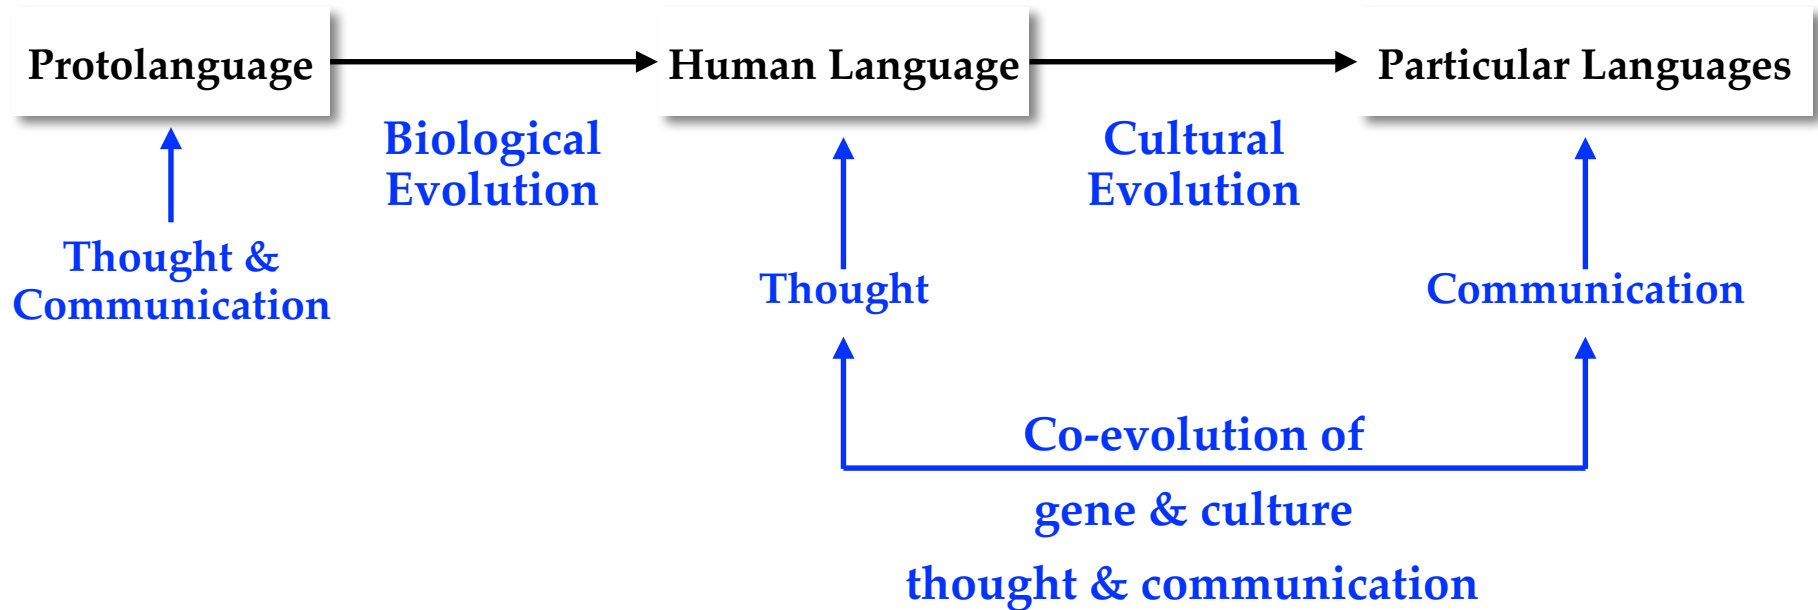 Protolanguage
Human Language
Particular Languages
Biological
Evolution
Cultural
Evolution
Thought &
Communication
Thought
Communication
Co-evolution of
gene & culture
thought & communication